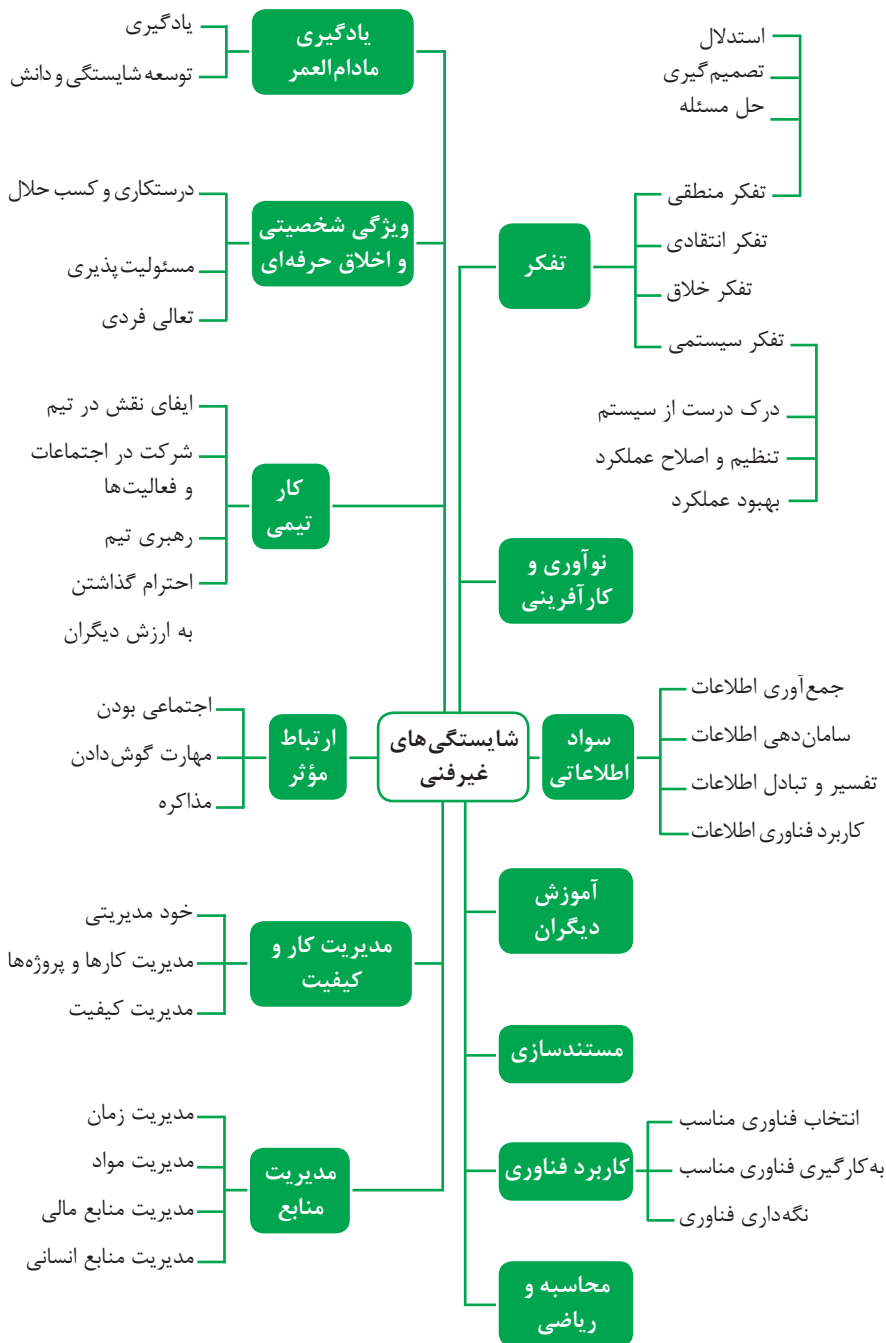 شایستگی‌های
غیرفنی
تفکر
استدلال
تصمیم‌گیری
حل مسئله
تفکر منطقی
تفکر انتقادی
تفکر خلاق
تفکر سیستمی
درک درست از سیستم
تنظیم و اصلاح عملکرد
بهبود عملکرد
نوآوری و
کارآفرینی
سواد
اطلاعاتی
جمع‌آوری اطلاعات
سامان‌دهی اطلاعات
تفسیر و تبادل اطلاعات
کاربرد فناوری اطلاعات
آموزش
دیگران
مستندسازی
کاربرد فناوری
انتخاب فناوری مناسب
به‌کارگیری فناوری مناسب
نگه‌داری فناوری
محاسبه و
ریاضی
یادگیری
مادام‌العمر
یادگیری
توسعه شایستگی و دانش
ویژگی شخصیتی
و اخلاق حرفه‌ای
درستکاری و کسب حلال
مسئولیت‌پذیری
تعالی فردی
کار
تیمی
ایفای نقش در تیم
شرکت در اجتماعات
و فعالیت‌ها
رهبری تیم
احترام گذاشتن
به ارزش دیگران
ارتباط
مؤثر
اجتماعی بودن
مهارت گوش‌دادن
مذاکره
مدیریت کار و
کیفیت
خود مدیریتی
مدیریت کارها و پروژه‌ها
مدیریت کیفیت
مدیریت
منابع
مدیریت زمان
مدیریت مواد
مدیریت منابع مالی
مدیریت منابع انسانی